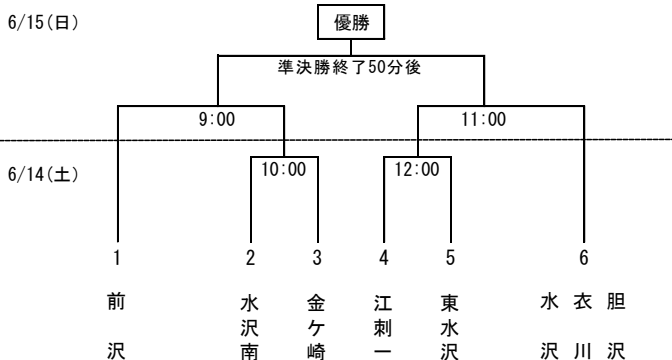 6/15(日)
優勝
準決勝終了50分後
9:00
11:00
6/14(土)
10:00
12:00
1
2
3
4
5
6
前沢
水沢南
金ケ崎
江刺一
東水沢
水沢
衣川
胆沢